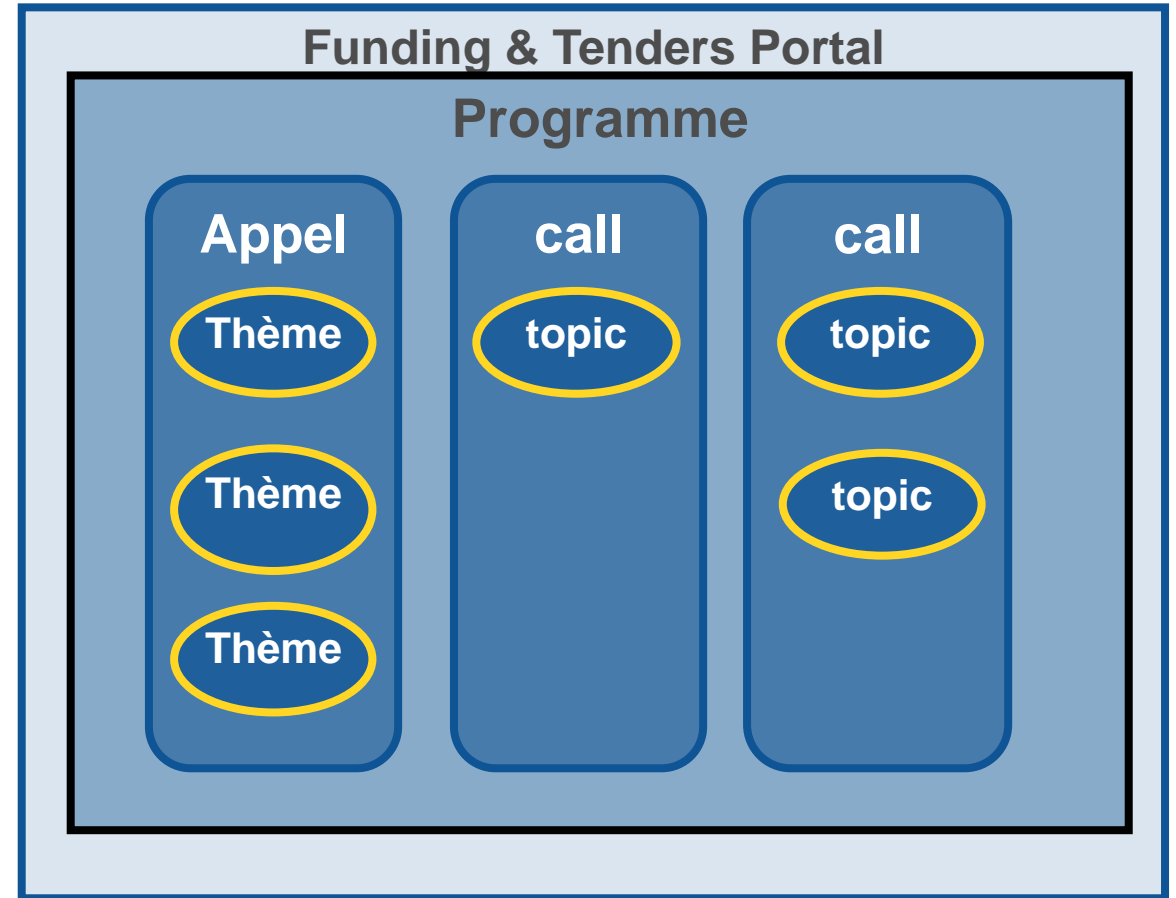 Funding & Tenders Portal
Programme
Appel
Thème
Thème
Thème
call
topic
call
topic
topic